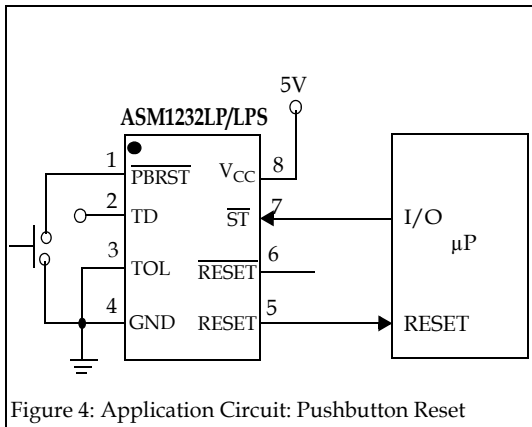 5V
ASM1232LP/LPS
1 PBRST
VCC 8
2 TD
ST 7
I/O
µP
3 TOL
RESET 6
4 GND
RESET 5
RESET
Figure 4: Application Circuit: Pushbutton Reset